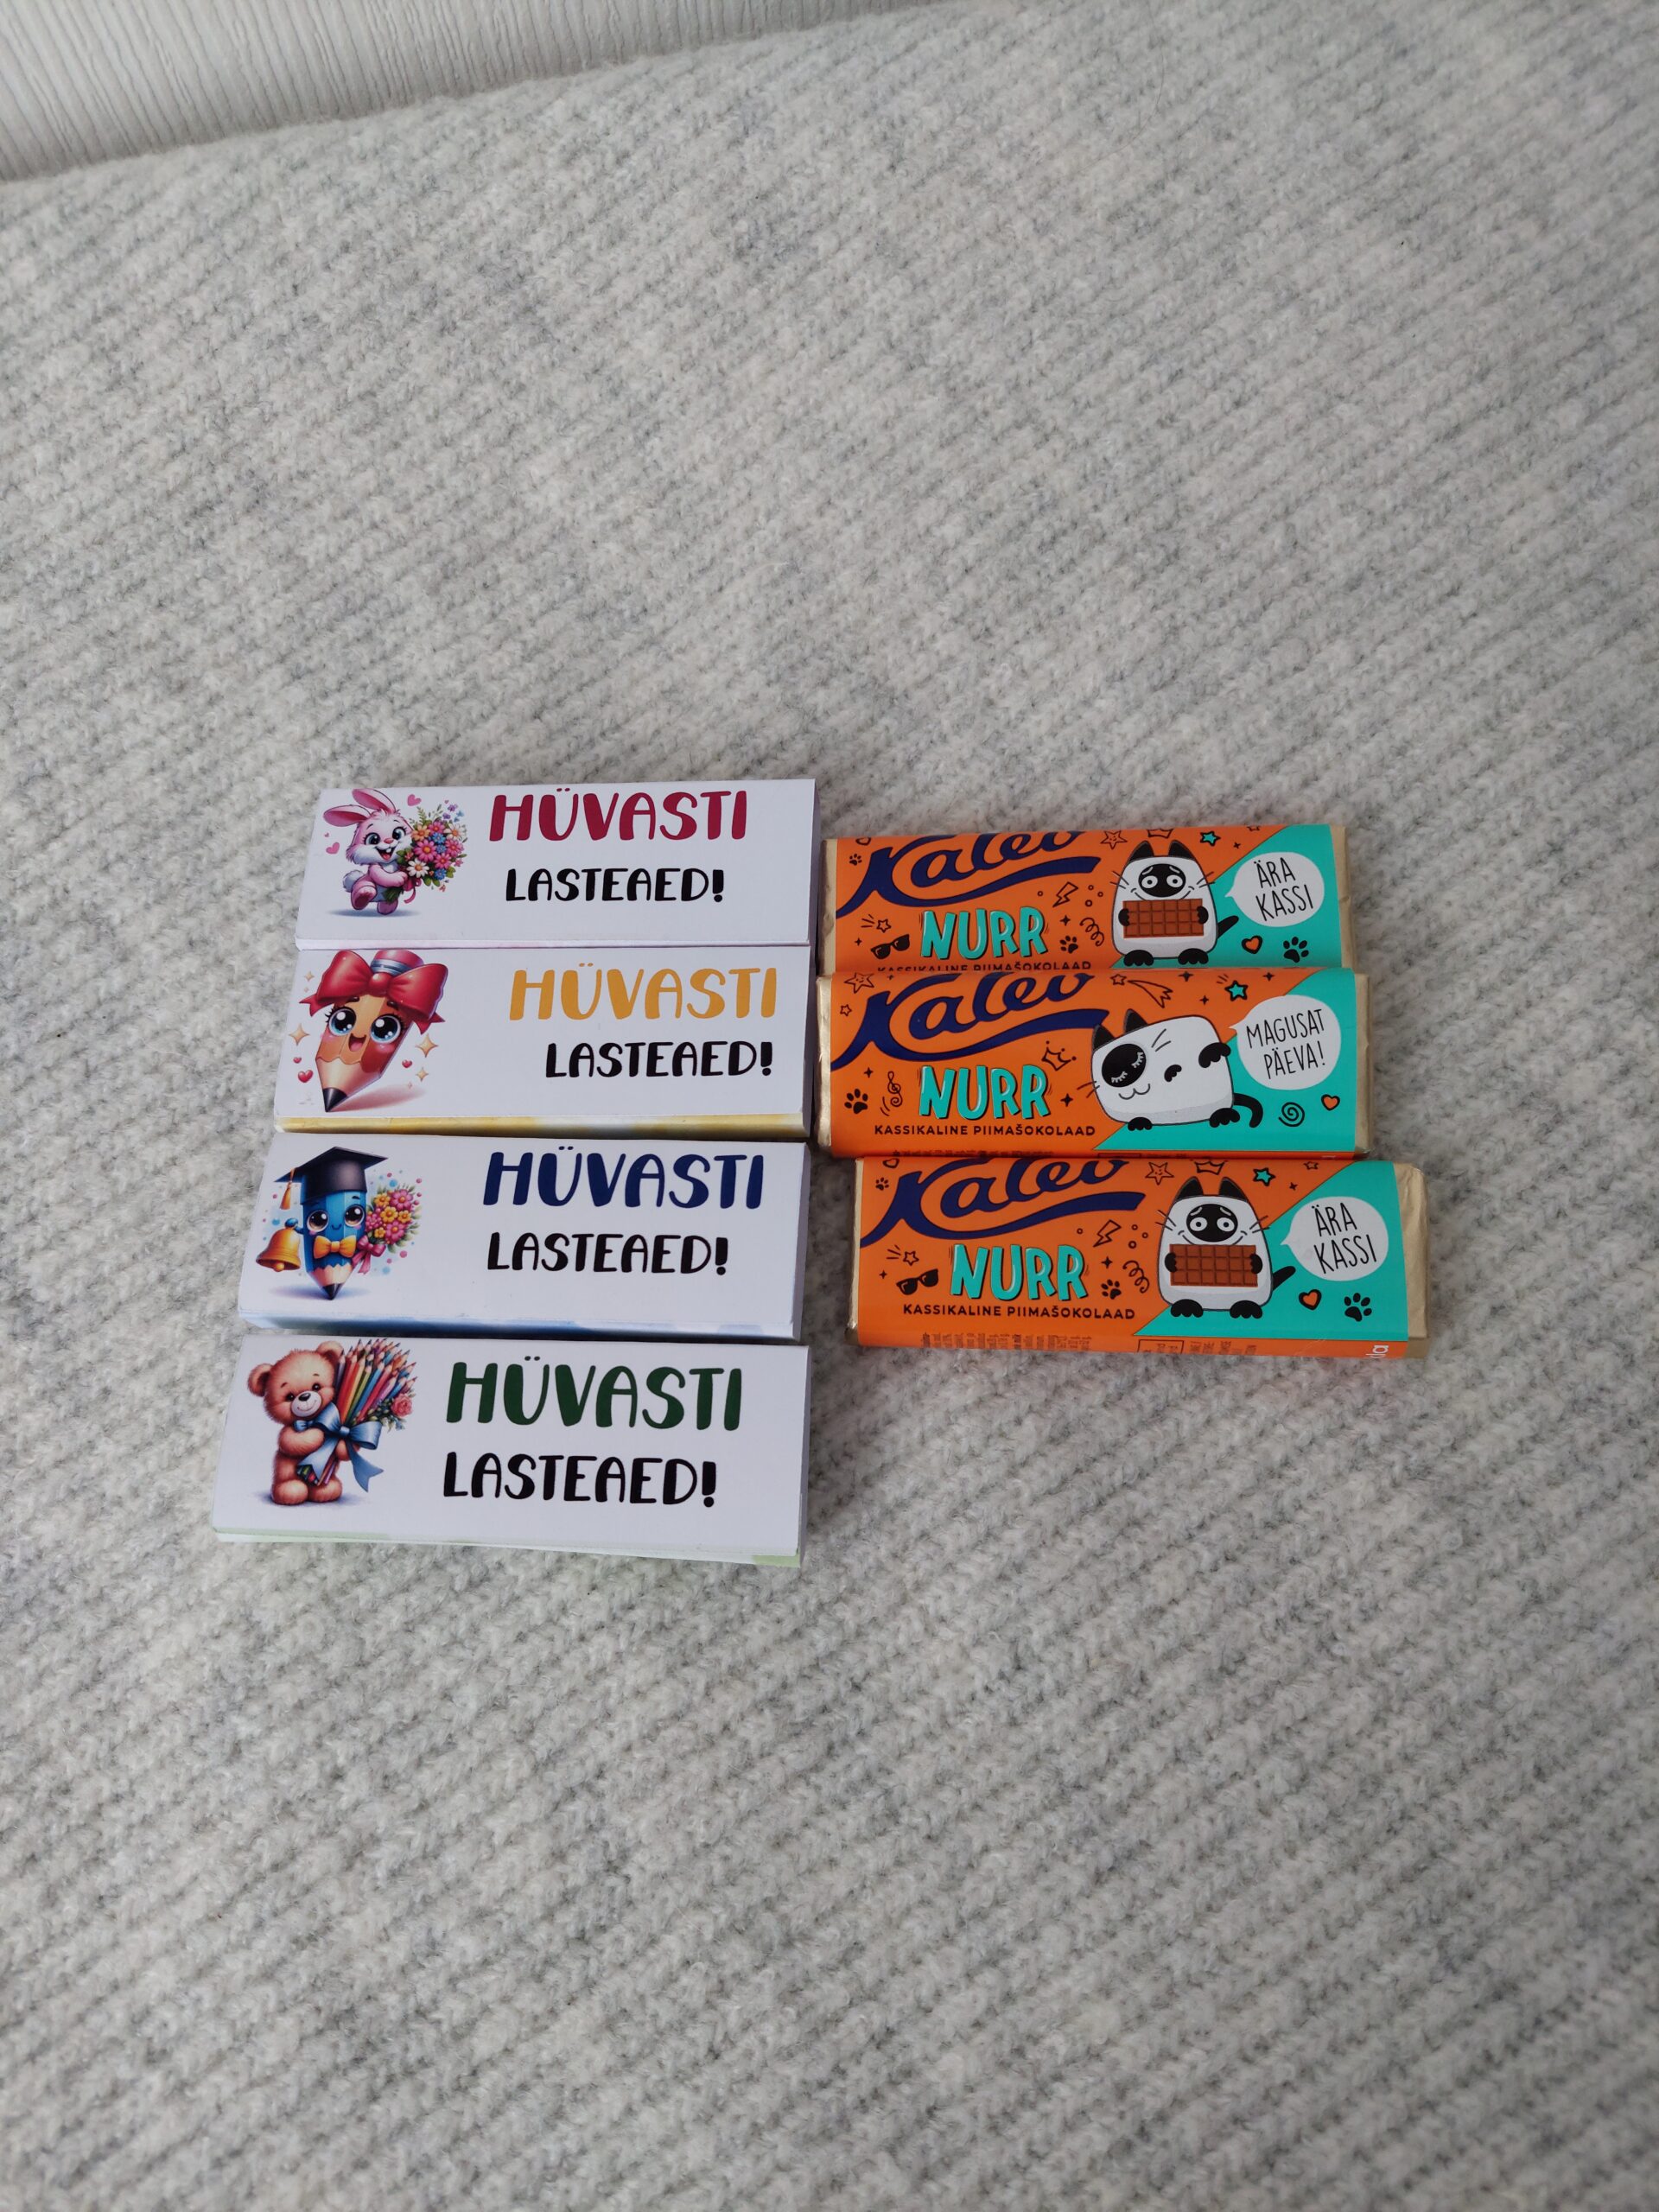 HÜVASTI
LASTEAED!
HÜVASTI
LASTEAED!
HÜVASTI
LASTEAED!
HÜVASTI
LASTEAED!
Kalev
NURR
KASSIKALINE PIIMAŠOKOLAAD
ÄRA
KASSI
Kalev
NURR
KASSIKALINE PIIMAŠOKOLAAD
MAGUSAT
PÄEVA!
Kalev
NURR
KASSIKALINE PIIMAŠOKOLAAD
ÄRA
KASSI